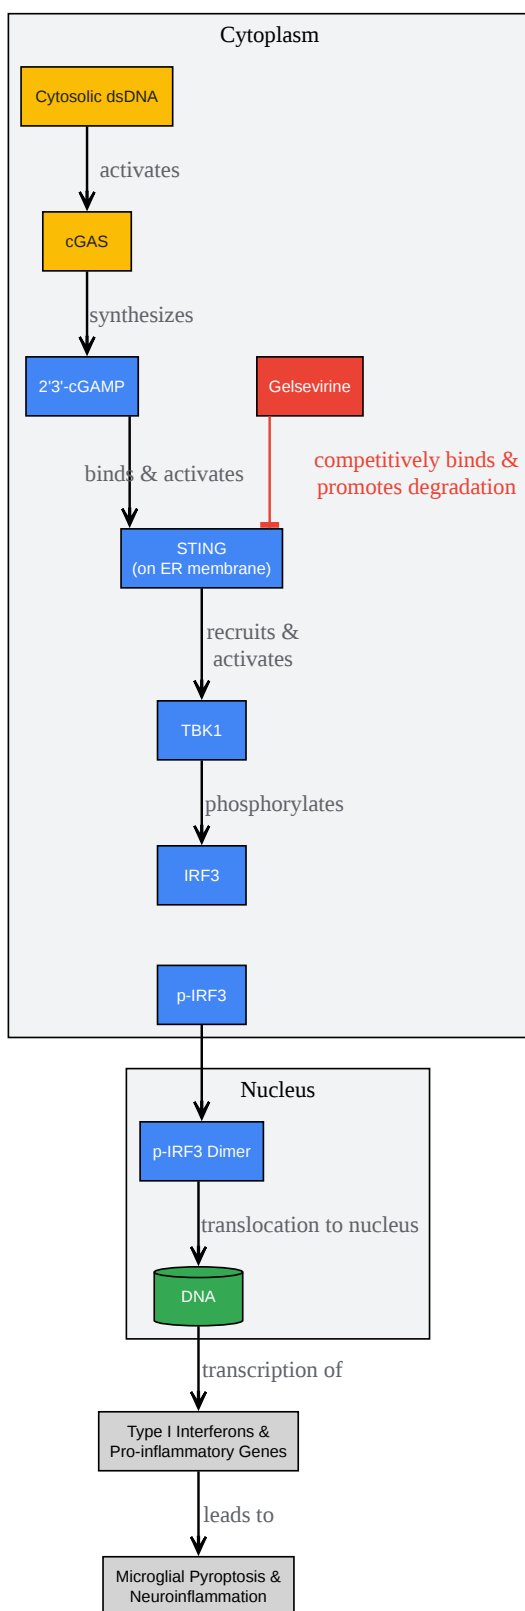 Cytoplasm
Cytosolic dsDNA
activates
cGAS
synthesizes
2'3'-cGAMP
Gelsevirine
binds & activates
competitively binds &
promotes degradation
STING
(on ER membrane)
recruits &
activates
TBK1
phosphorylates
IRF3
p-IRF3
Nucleus
p-IRF3 Dimer
translocation to nucleus
DNA
transcription of
Type I Interferons &
Pro-inflammatory Genes
leads to
Microglial Pyroptosis &
Neuroinflammation